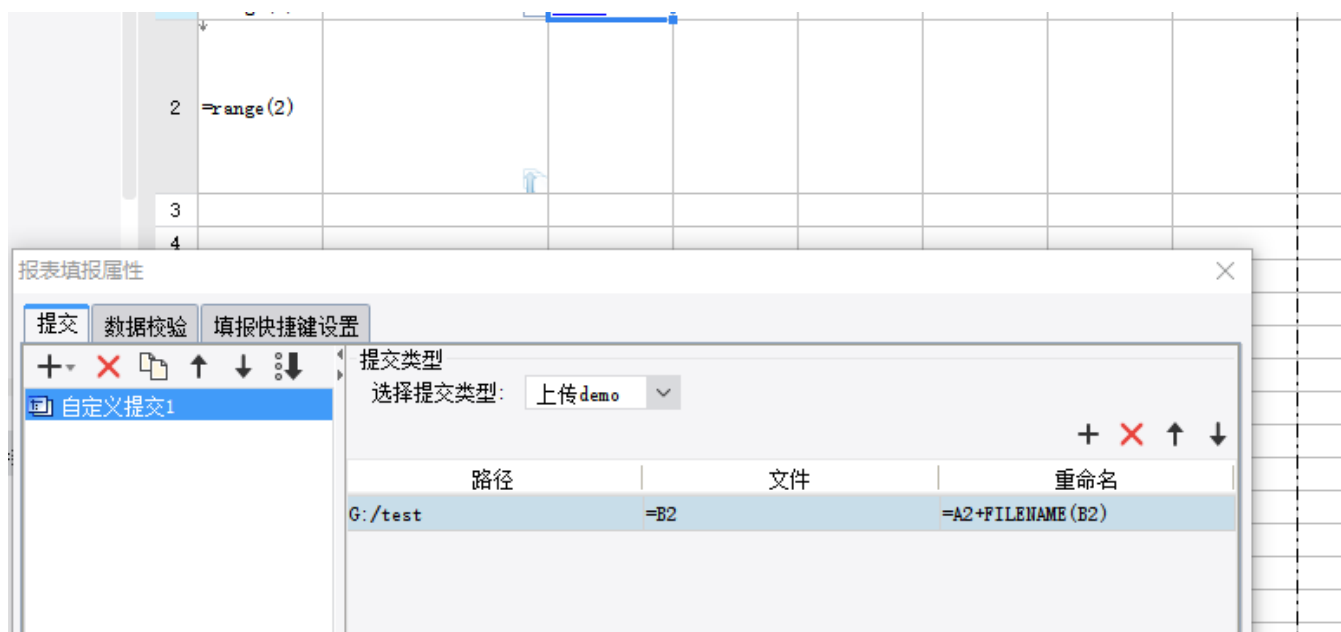 2 =range(2)
3
4
报表填报属性
提交 数据校验 填报快捷键设置
提交类型
选择提交类型: 上传demo
自定义提交1
路径 文件 重命名
G:/test =B2 =A2+FILENAME(B2)